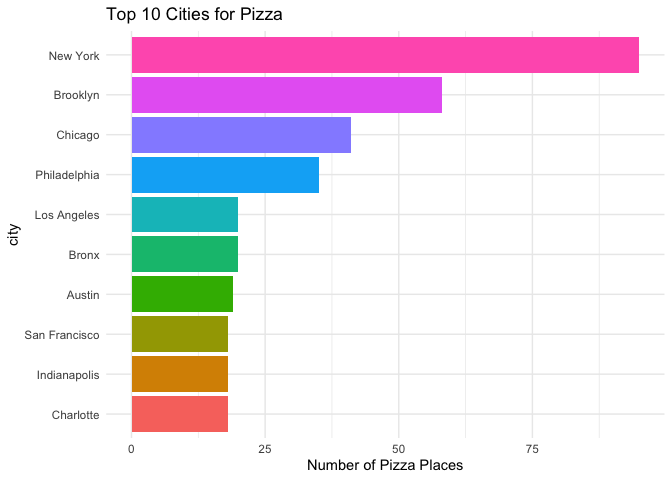 Top 10 Cities for Pizza
New York
Brooklyn
Chicago
Philadelphia
Los Angeles
Bronx
Austin
San Francisco
Indianapolis
Charlotte
city
0 25 50 75
Number of Pizza Places